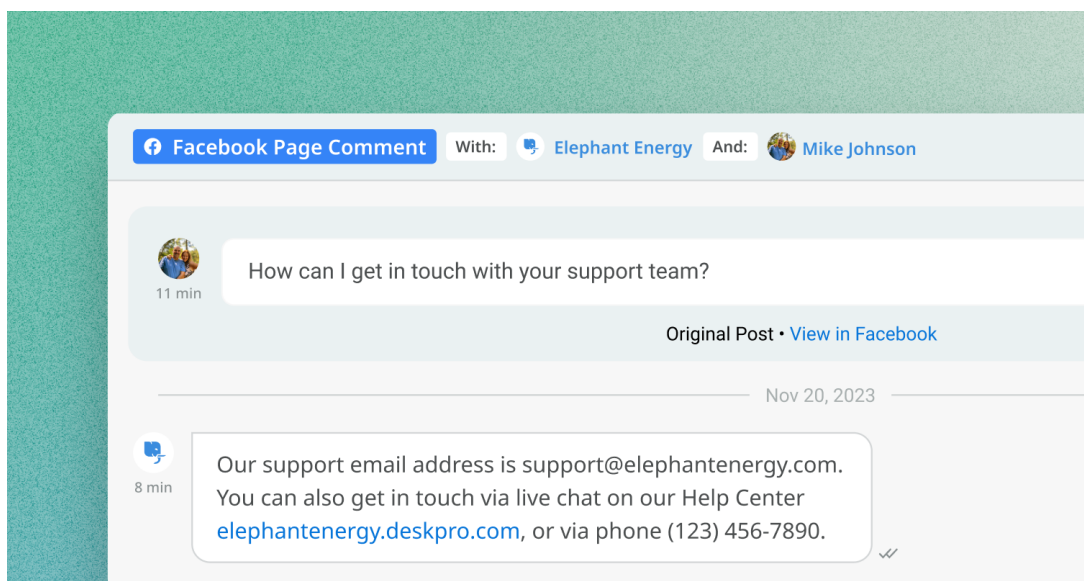 Facebook Page Comment With: Elephant Energy And: Mike Johnson
How can I get in touch with your support team?
11 min
Original Post • View in Facebook
Nov 20, 2023
Our support email address is support@elephantenergy.com.
8 min
You can also get in touch via live chat on our Help Center
elephantenergy.deskpro.com, or via phone (123) 456-7890.